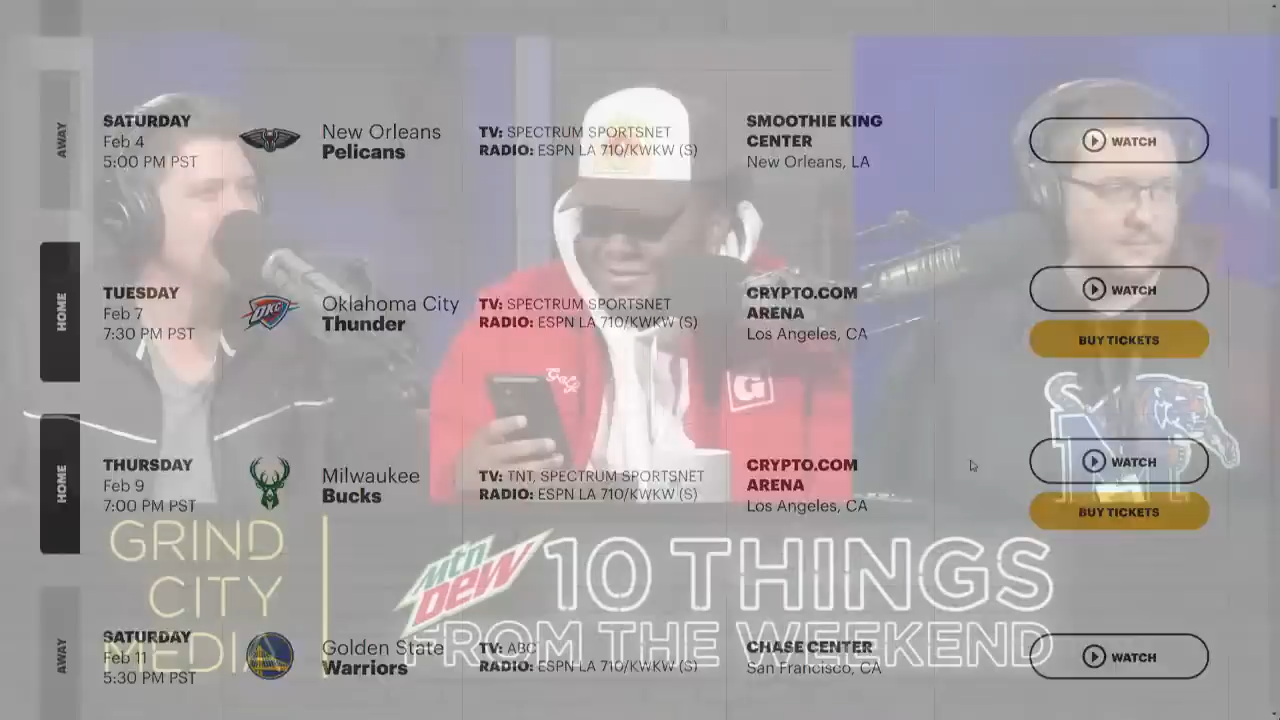 AWAY
SATURDAY
Feb 4
5:00 PM PST
New Orleans
Pelicans
TV: SPECTRUM SPORTSNET
RADIO: ESPN LA 710/KWKW (S)
SMOOTHIE KING
CENTER
New Orleans, LA
WATCH
HOME
TUESDAY
Feb 7
7:30 PM PST
OKC
Oklahoma City
Thunder
TV: SPECTRUM SPORTSNET
RADIO: ESPN LA 710/KWKW (S)
CRYPTO.COM
ARENA
Los Angeles, CA
WATCH
BUY TICKETS
G
HOME
THURSDAY
Feb 9
7:00 PM PST
Milwaukee
Bucks
TV: TNT, SPECTRUM SPORTSNET
RADIO: ESPN LA 710/KWKW (S)
CRYPTO.COM
ARENA
Los Angeles, CA
WATCH
BUY TICKETS
GRIND
CITY
MEDIA
mtn
DEW
10 THINGS
FROM THE WEEKEND
AWAY
SATURDAY
Feb 11
5:30 PM PST
Golden State
Warriors
TV: ABC
RADIO: ESPN LA 710/KWKW (S)
CHASE CENTER
San Francisco, CA
WATCH